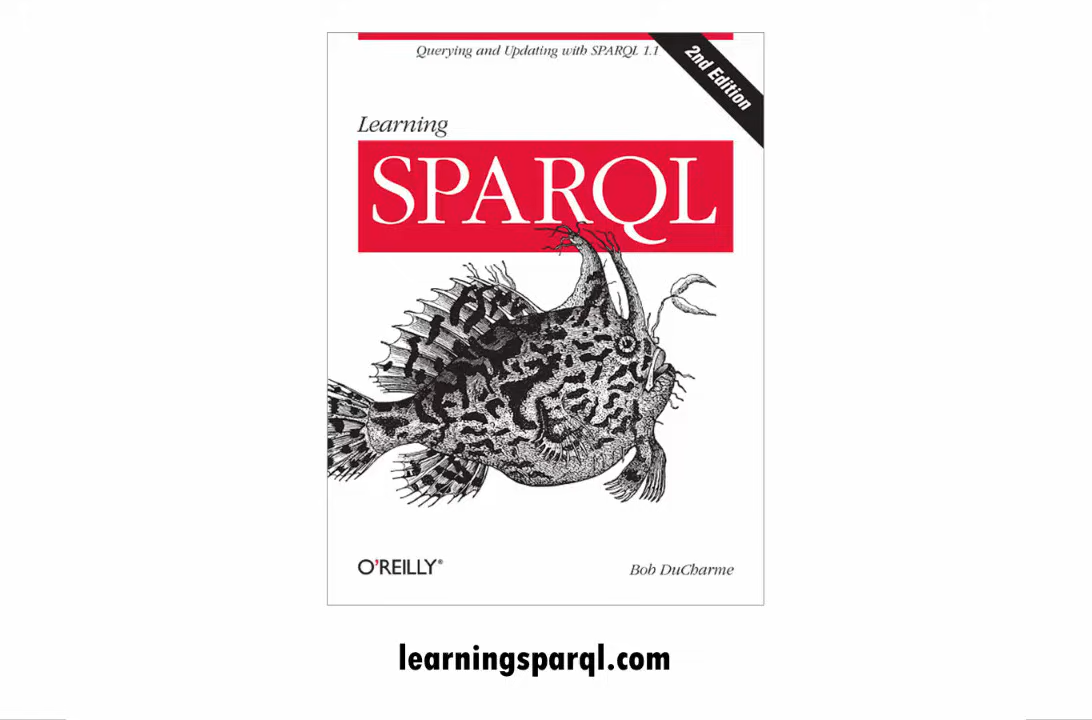 Querying and Updating with SPARQL 1.1
2nd Edition
Learning
SPARQL
O'REILLY®
Bob DuCharme
learningsparql.com